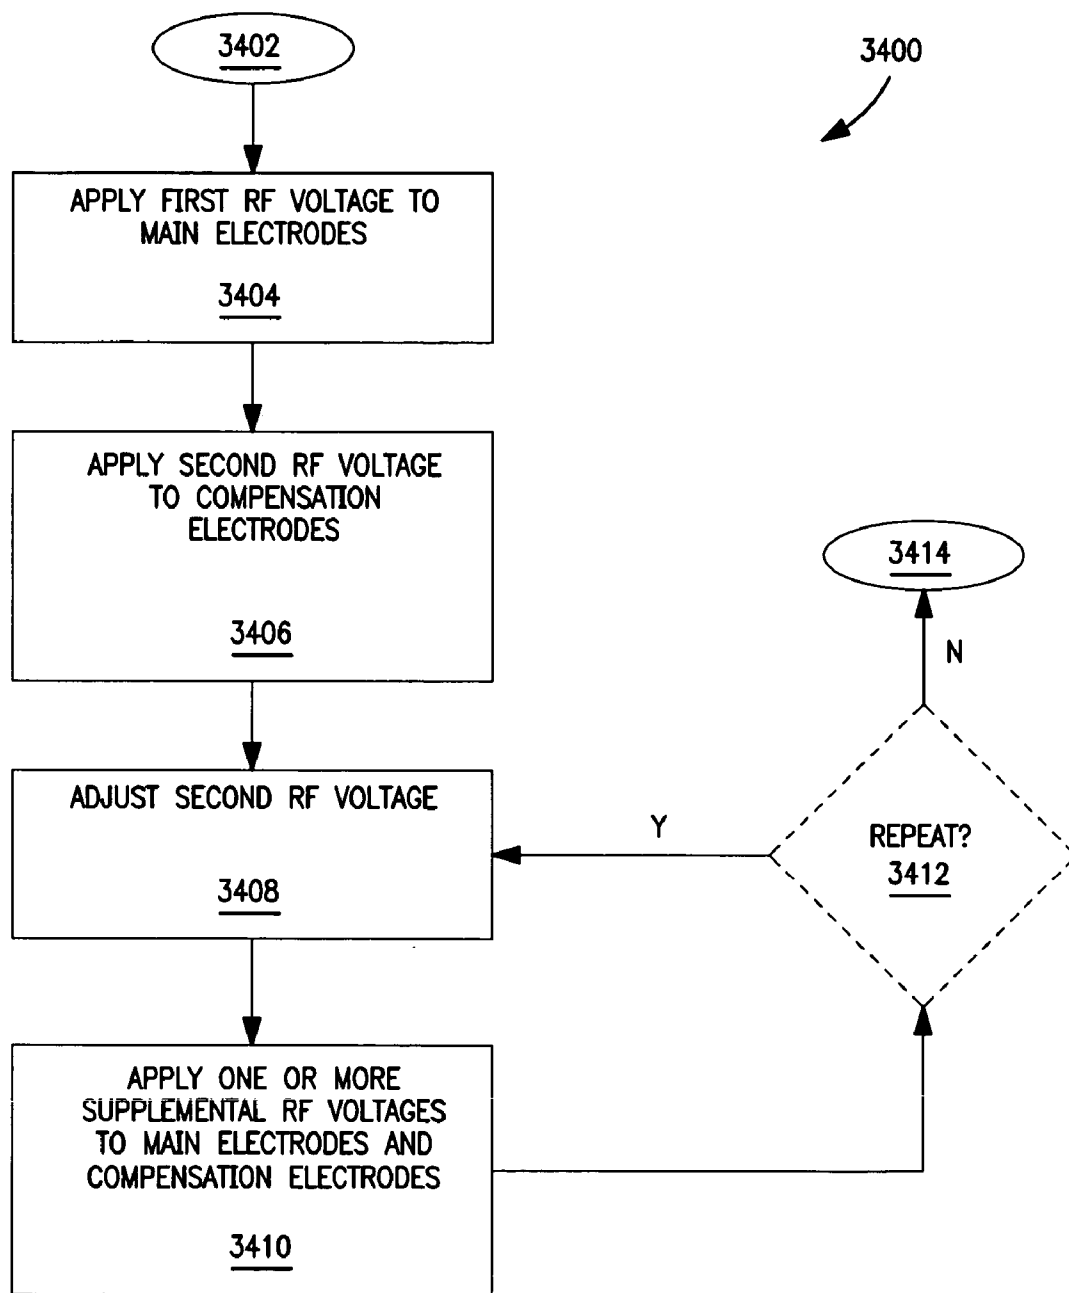 3402
3400
APPLY FIRST RF VOLTAGE TO
MAIN ELECTRODES
3404
APPLY SECOND RF VOLTAGE
TO COMPENSATION
ELECTRODES
3406
3414
N
ADJUST SECOND RF VOLTAGE
3408
Y
REPEAT?
3412
APPLY ONE OR MORE
SUPPLEMENTAL RF VOLTAGES
TO MAIN ELECTRODES AND
COMPENSATION ELECTRODES
3410